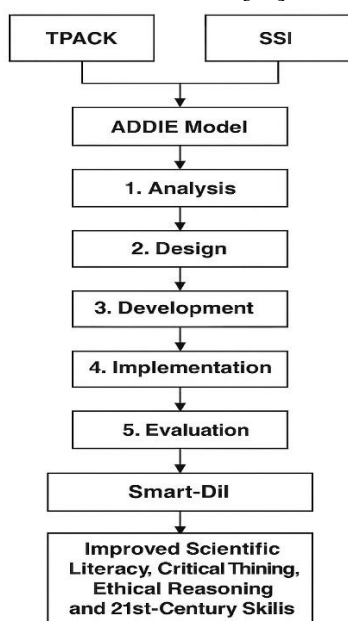 TPACK
SSI
ADDIE Model
1. Analysis
2. Design
3. Development
4. Implementation
5. Evaluation
Smart-Dil
Improved Scientific
Literacy, Critical Thining,
Ethical Reasoning
and 21st-Century Skilis